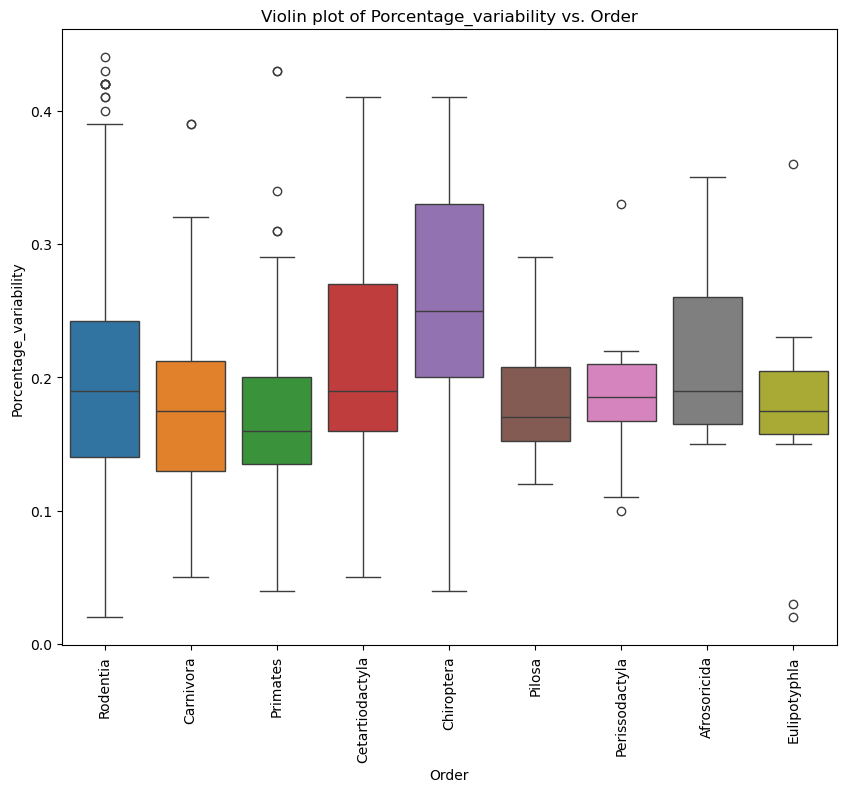 Violin plot of Porcentage_variability vs. Order
Porcentage_variability
0.4
0.3
0.2
0.1
0.0
Rodentia
Carnivora
Primates
Cetartiodactyla
Chiroptera
Pilosa
Perissodactyla
Afrosoricida
Eulipotyphla
Order